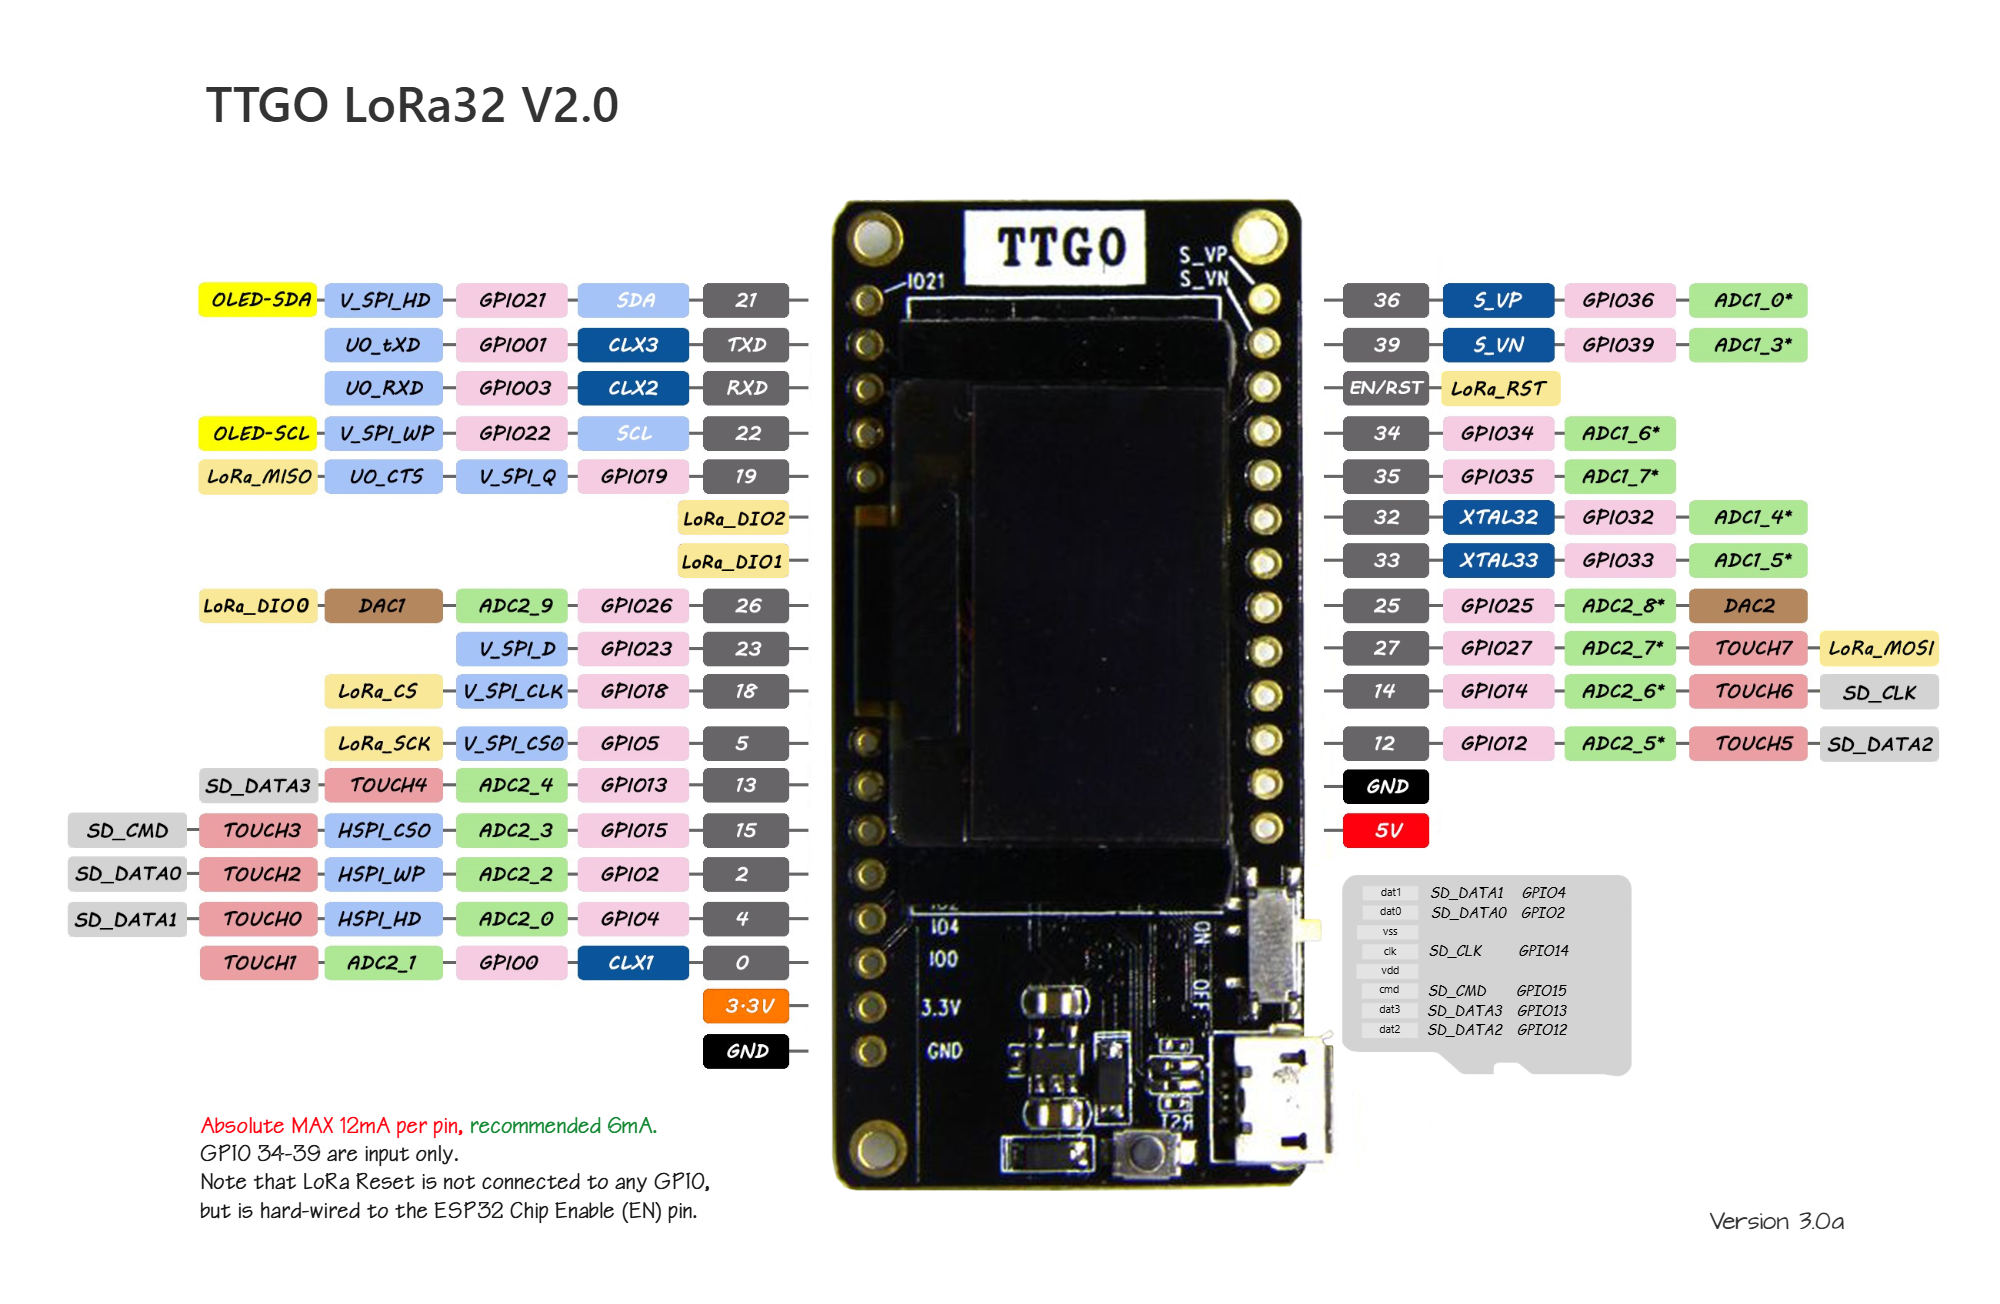 TTGO LoRa32 V2.0
TTGO
S_VP
S_VN
IO21
OLED-SDA V_SPI_HD GPIO21 SDA 21
UO_tXD GPIO01 CLX3 TXD
UO_RXD GPIO03 CLX2 RXD
OLED-SCL V_SPI_WP GPIO22 SCL 22
LoRa_MISO UO_CTS V_SPI_Q GPIO19 19
LoRa_DIO2
LoRa_DIO1
LoRa_DIO0 DAC1 ADC2_9 GPIO26 26
V_SPI_D GPIO23 23
LoRa_CS V_SPI_CLK GPIO18 18
LoRa_SCK V_SPI_CS0 GPIO5 5
SD_DATA3 TOUCH4 ADC2_4 GPIO13 13
SD_CMD TOUCH3 HSPI_CSO ADC2_3 GPIO15 15
SD_DATA0 TOUCH2 HSPI_WP ADC2_2 GPIO2 2
SD_DATA1 TOUCH0 HSPI_HD ADC2_0 GPIO4 4
TOUCH1 ADC2_1 GPIO0 CLX1 0
3.3V
GND
36 S_VP GPIO36 ADC1_0*
39 S_VN GPIO39 ADC1_3*
EN/RST LoRa_RST
34 GPIO34 ADC1_6*
35 GPIO35 ADC1_7*
32 XTAL32 GPIO32 ADC1_4*
33 XTAL33 GPIO33 ADC1_5*
25 GPIO25 ADC2_8* DAC2
27 GPIO27 ADC2_7* TOUCH7 LoRa_MOSI
14 GPIO14 ADC2_6* TOUCH6 SD_CLK
12 GPIO12 ADC2_5* TOUCH5 SD_DATA2
GND
5V
IO4
IO0
3.3V
GND
ON
OFF
RST
dat1 SD_DATA1 GPIO4
dat0 SD_DATA0 GPIO2
vss
clk SD_CLK GPIO14
vdd
cmd SD_CMD GPIO15
dat3 SD_DATA3 GPIO13
dat2 SD_DATA2 GPIO12
Absolute MAX 12mA per pin, recommended 6mA.
GPIO 34-39 are input only.
Note that LoRa Reset is not connected to any GPIO,
but is hard-wired to the ESP32 Chip Enable (EN) pin.
Version 3.0a